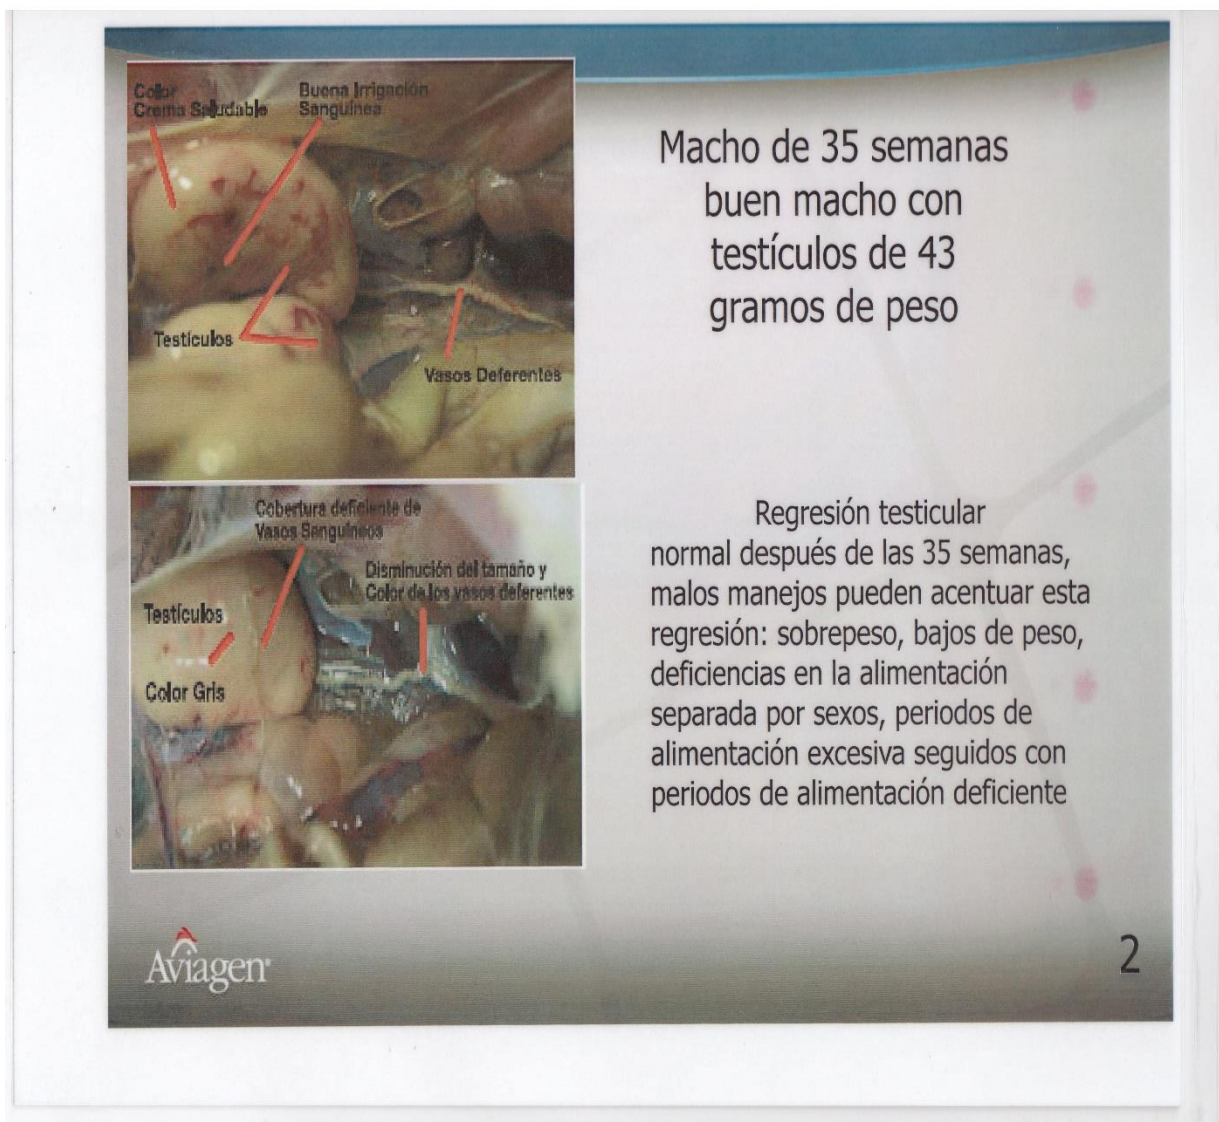 Color
Crema Saludable
Buena Irrigación
Sanguínea
Testículos
Vasos Deferentes
Macho de 35 semanas
buen macho con
testículos de 43
gramos de peso
Cobertura deficiente de
Vasos Sanguíneos
Disminución del tamaño y
Color de los vasos deferentes
Testículos
Color Gris
Regresión testicular
normal después de las 35 semanas,
malos manejos pueden acentuar esta
regresión: sobrepeso, bajos de peso,
deficiencias en la alimentación
separada por sexos, periodos de
alimentación excesiva seguidos con
periodos de alimentación deficiente
Aviagen
2